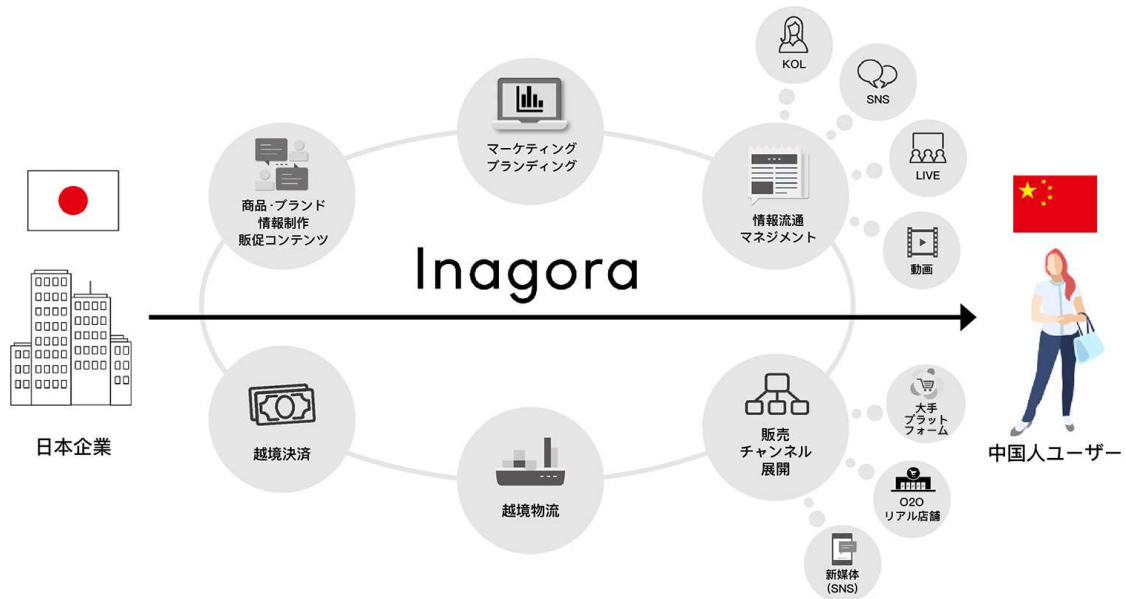 KOL
SNS
マーケティング
ブランディング
LIVE
商品・ブランド
情報制作
販促コンテンツ
情報流通
マネジメント
動画
Inagora
日本企業
越境決済
越境物流
販売
チャンネル
展開
大手
プラット
フォーム
中国人ユーザー
O2O
リアル店舗
新媒体
(SNS)